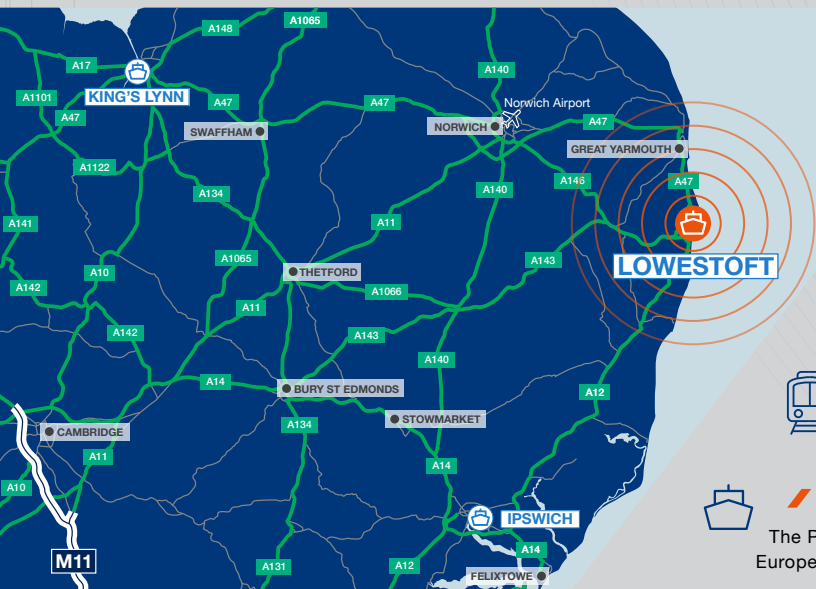 A148
A1065
A17
A140
A1101
KING'S LYNN
A47
A47
Norwich Airport
A47
SWAFFHAM
NORWICH
A47
GREAT YARMOUTH
A1122
A134
A140
A146
A47
A141
A11
LOWESTOFT
A10
A1065
THETFORD
A143
A142
A1066
A11
A142
A143
A140
A14
BURY ST EDMONDS
A12
A134
STOWMARKET
CAMBRIDGE
A11
A14
A10
IPSWICH
The P
Europe
M11
A131
A12
A14
FELIXTOWE